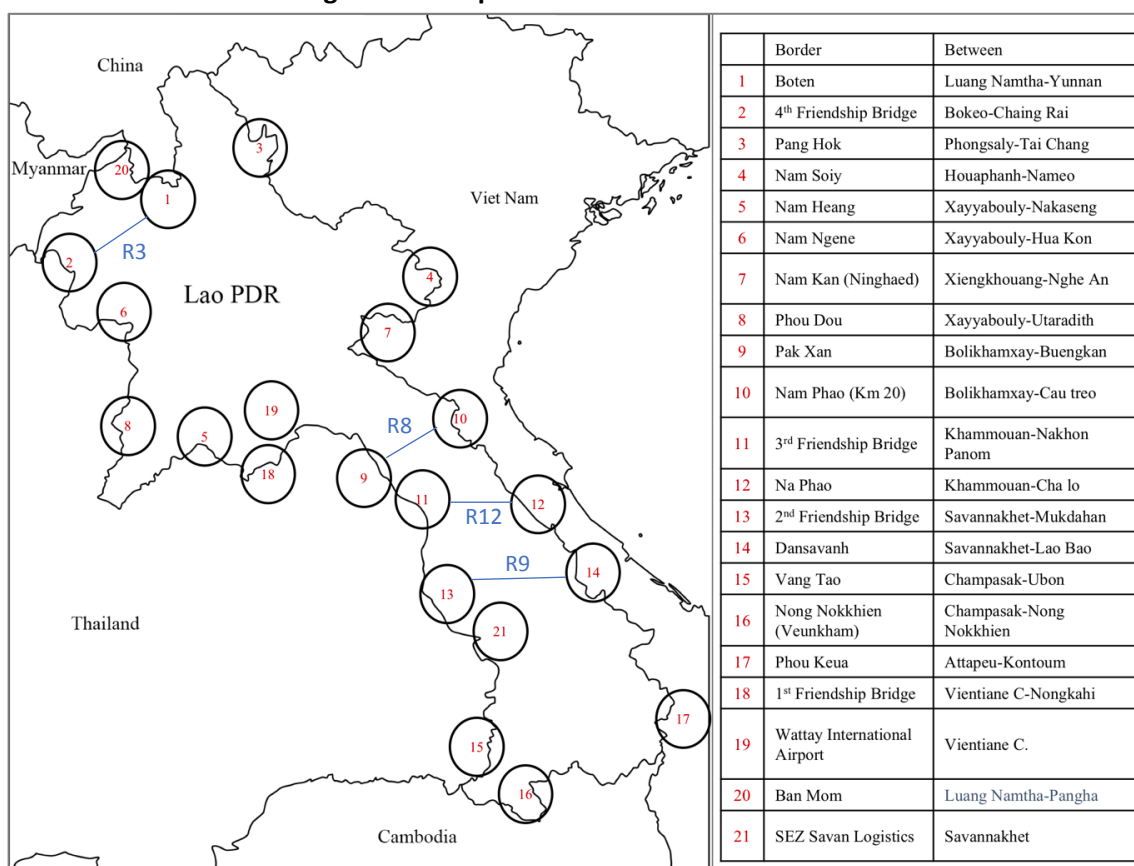 China
Myanmar
20
3
1
Viet Nam
R3
2
4
Lao PDR
6
7
19
8
5
R8
10
18
9
11
12
R12
R9
14
13
Thailand
21
17
15
16
Cambodia
Border Between
1 Boten Luang Namtha-Yunnan
2 4th Friendship Bridge Bokeo-Chaing Rai
3 Pang Hok Phongsaly-Tai Chang
4 Nam Soiy Houaphanh-Nameo
5 Nam Heang Xayyabouly-Nakaseng
6 Nam Ngene Xayyabouly-Hua Kon
7 Nam Kan (Ninghaed) Xiengkhouang-Nghe An
8 Phou Dou Xayyabouly-Utaradith
9 Pak Xan Bolikhamxay-Buengkan
10 Nam Phao (Km 20) Bolikhamxay-Cau treo
11 3rd Friendship Bridge Khammouan-Nakhon
Panom
12 Na Phao Khammouan-Cha lo
13 2nd Friendship Bridge Savannakhet-Mukdahan
14 Dansavanh Savannakhet-Lao Bao
15 Vang Tao Champasak-Ubon
16 Nong Nokkhien Champasak-Nong
(Veunkham) Nokkhien
17 Phou Keua Attapeu-Kontoum
18 1st Friendship Bridge Vientiane C-Nongkahi
19 Wattay International Vientiane C.
Airport
20 Ban Mom Luang Namtha-Pangha
21 SEZ Savan Logistics Savannakhet